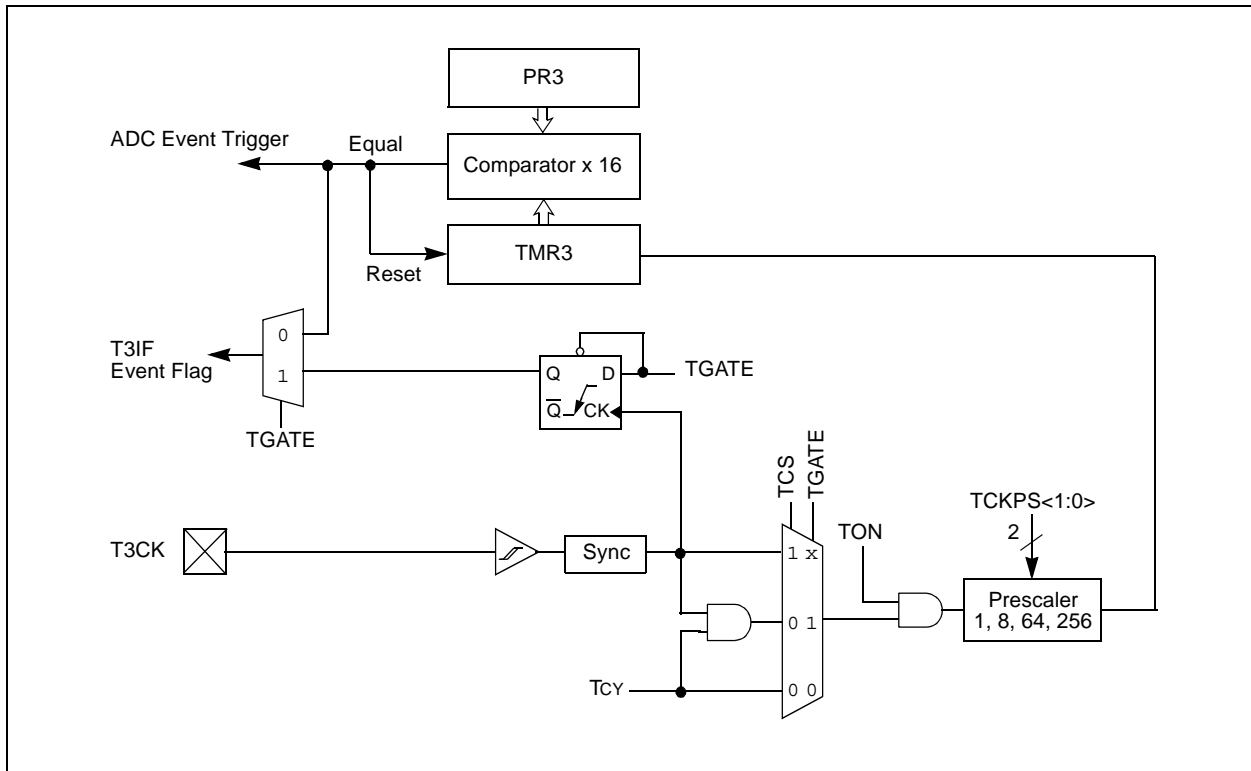 PR3
ADC Event Trigger
Equal
Comparator x 16
TMR3
Reset
0
T3IF
Event Flag
1
TGATE
Q D
Q̅ CK
TGATE
TCS
TGATE
TCKPS<1:0>
2
T3CK
Sync
1 x
TON
Prescaler
1, 8, 64, 256
0 1
TCY
0 0